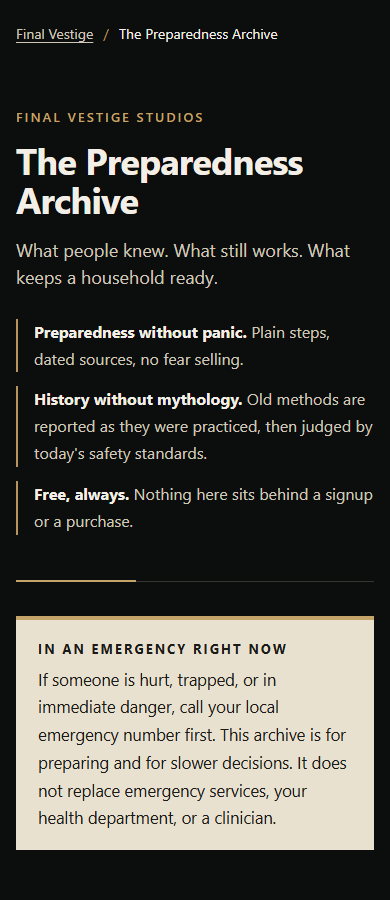 Final Vestige / The Preparedness Archive
FINAL VESTIGE STUDIOS
The Preparedness
Archive
What people knew. What still works. What
keeps a household ready.
Preparedness without panic. Plain steps,
dated sources, no fear selling.
History without mythology. Old methods are
reported as they were practiced, then judged by
today's safety standards.
Free, always. Nothing here sits behind a signup
or a purchase.
IN AN EMERGENCY RIGHT NOW
If someone is hurt, trapped, or in
immediate danger, call your local
emergency number first. This archive is for
preparing and for slower decisions. It does
not replace emergency services, your
health department, or a clinician.